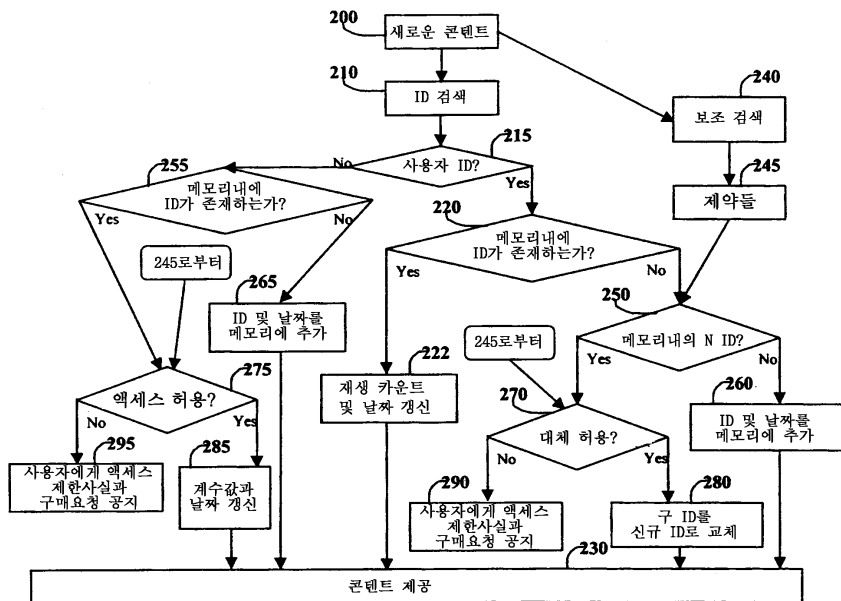 200
새로운 콘텐트
210
ID 검색
240
보조 검색
215
사용자 ID?
No
Yes
245
제약들
255
메모리내에
ID가 존재하는가?
Yes
No
220
메모리내에
ID가 존재하는가?
Yes
No
245로부터
265
ID 및 날짜를
메모리에 추가
250
메모리내의 N ID?
Yes
No
222
재생 카운트
및 날짜 갱신
245로부터
275
액세스 허용?
No
Yes
270
대체 허용?
No
Yes
260
ID 및 날짜를
메모리에 추가
295
사용자에게 액세스
제한사실과
구매요청 공지
285
계수값과
날짜 갱신
290
사용자에게 액세스
제한사실과
구매요청 공지
280
구 ID를
신규 ID로 교체
230
콘텐트 제공